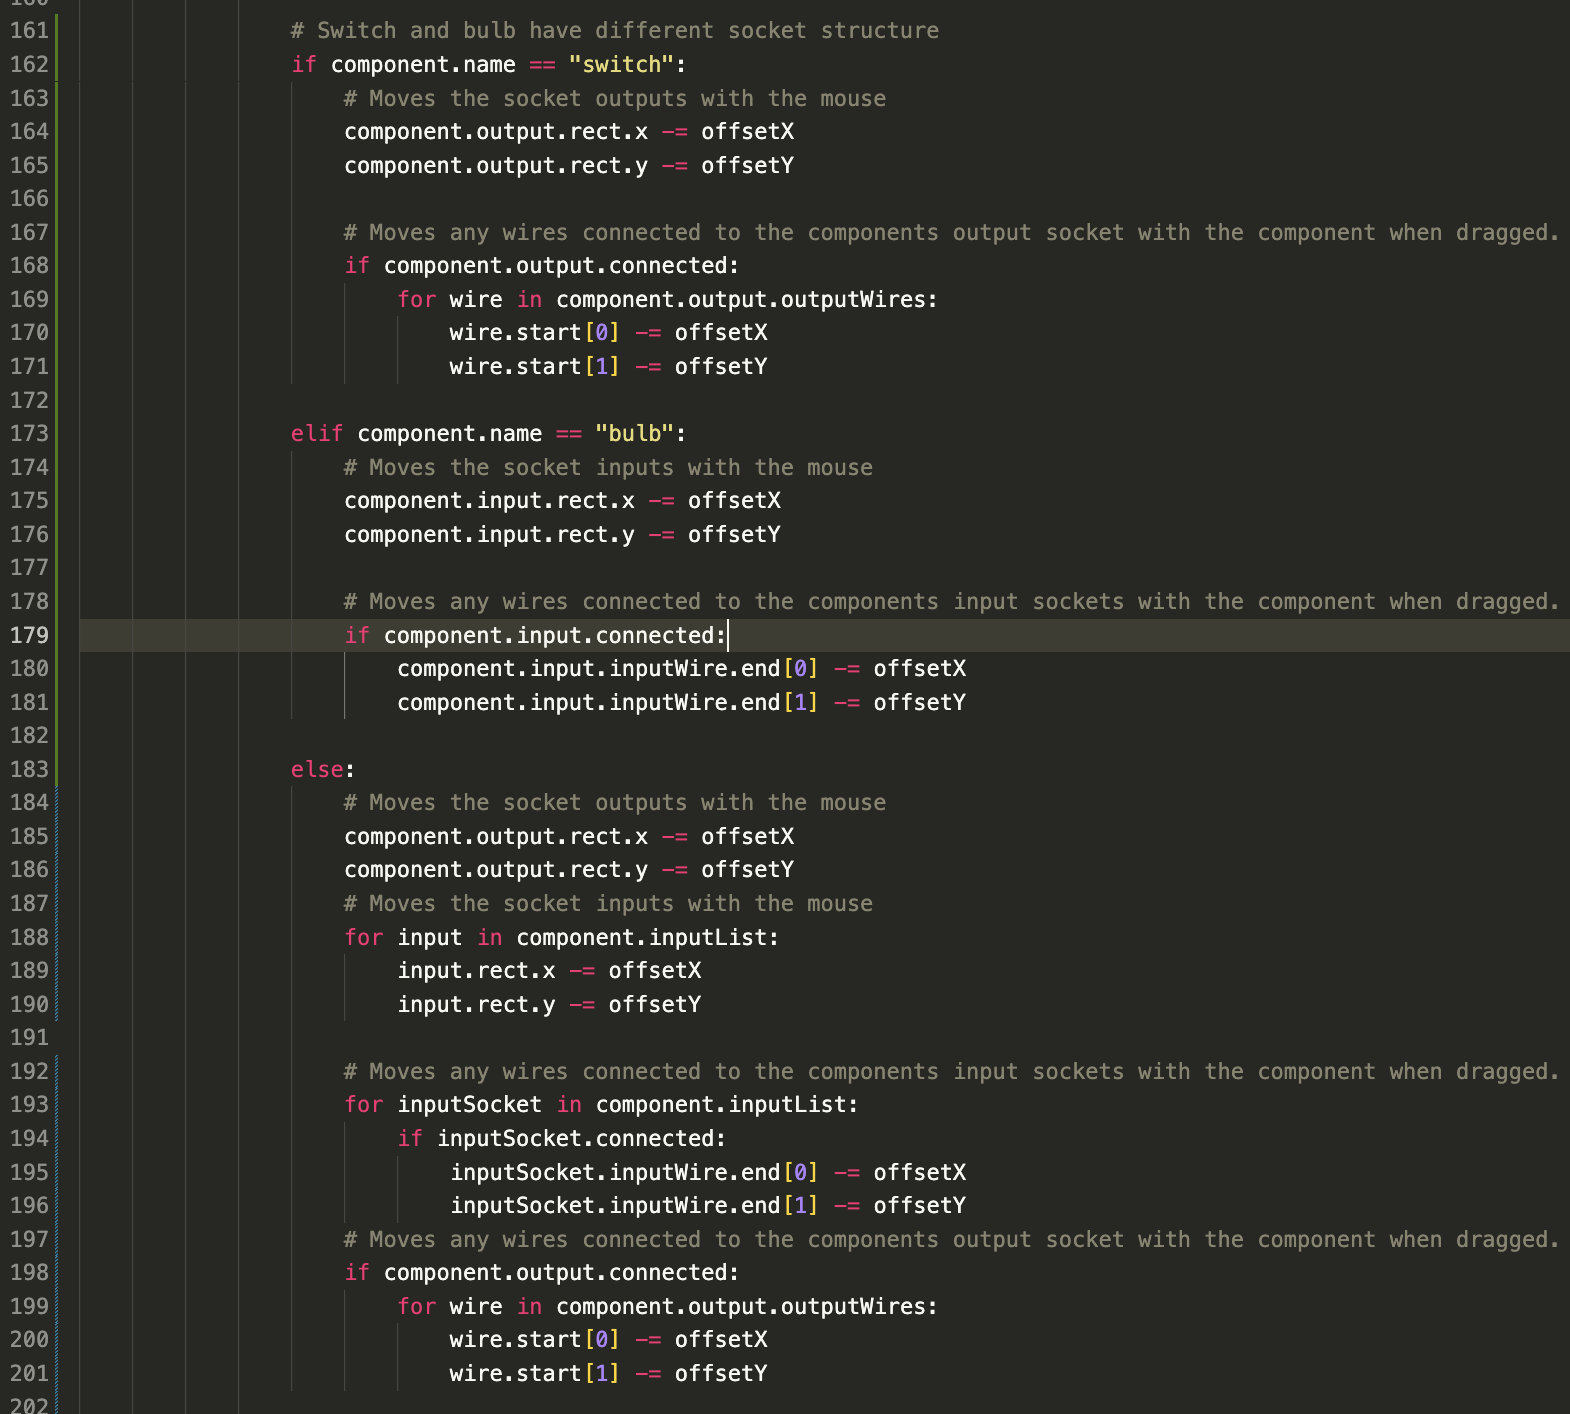 160
161 # Switch and bulb have different socket structure
162 if component.name == "switch":
163 # Moves the socket outputs with the mouse
164 component.output.rect.x -= offsetX
165 component.output.rect.y -= offsetY
166
167 # Moves any wires connected to the components output socket with the component when dragged.
168 if component.output.connected:
169 for wire in component.output.outputWires:
170 wire.start[0] -= offsetX
171 wire.start[1] -= offsetY
172
173 elif component.name == "bulb":
174 # Moves the socket inputs with the mouse
175 component.input.rect.x -= offsetX
176 component.input.rect.y -= offsetY
177
178 # Moves any wires connected to the components input sockets with the component when dragged.
179 if component.input.connected:
180 component.input.inputWire.end[0] -= offsetX
181 component.input.inputWire.end[1] -= offsetY
182
183 else:
184 # Moves the socket outputs with the mouse
185 component.output.rect.x -= offsetX
186 component.output.rect.y -= offsetY
187 # Moves the socket inputs with the mouse
188 for input in component.inputList:
189 input.rect.x -= offsetX
190 input.rect.y -= offsetY
191
192 # Moves any wires connected to the components input sockets with the component when dragged.
193 for inputSocket in component.inputList:
194 if inputSocket.connected:
195 inputSocket.inputWire.end[0] -= offsetX
196 inputSocket.inputWire.end[1] -= offsetY
197 # Moves any wires connected to the components output socket with the component when dragged.
198 if component.output.connected:
199 for wire in component.output.outputWires:
200 wire.start[0] -= offsetX
201 wire.start[1] -= offsetY
202